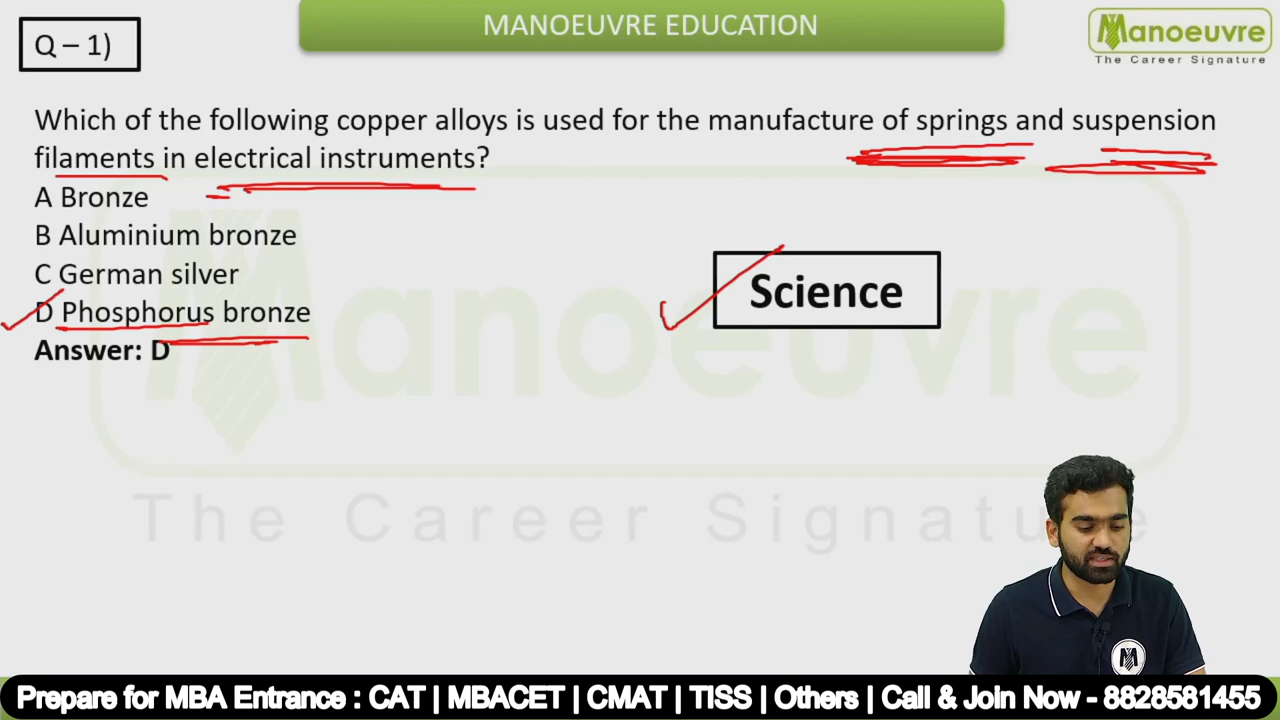 Q – 1)
MANOEUVRE EDUCATION
Manoeuvre
The Career Signature
Which of the following copper alloys is used for the manufacture of springs and suspension
filaments in electrical instruments?
A Bronze
B Aluminium bronze
C German silver
D Phosphorus bronze
Answer: D
Science
Manoeuvre
The Career Signature
M
Prepare for MBA Entrance : CAT | MBACET | CMAT | TISS | Others | Call & Join Now - 8828581455